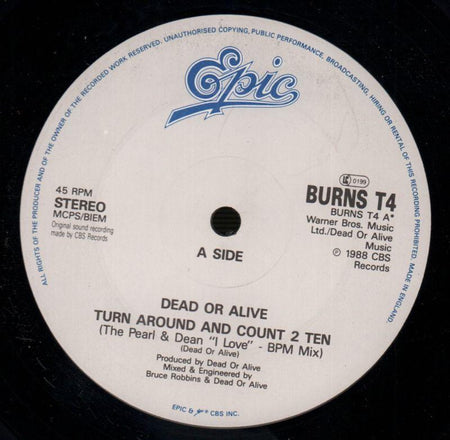 ALL RIGHTS OF THE PRODUCER AND OF THE OWNER OF THE RECORDED WORK RESERVED. UNAUTHORISED COPYING, PUBLIC PERFORMANCE, BROADCASTING, HIRING OR RENTAL OF THIS RECORDING PROHIBITED. MADE IN ENGLAND.
Epic
45 RPM
STEREO
MCPS/BIEM
Original sound recording
made by CBS Records
LC 0199
BURNS T4
BURNS T4 A*
Warner Bros. Music
Ltd./Dead Or Alive
Music
℗ 1988 CBS
Records
A SIDE
DEAD OR ALIVE
TURN AROUND AND COUNT 2 TEN
(The Pearl & Dean "I Love" - BPM Mix)
(Dead Or Alive)
Produced by Dead Or Alive
Mixed & Engineered by
Bruce Robbins & Dead Or Alive
EPIC & ARE CBS INC.